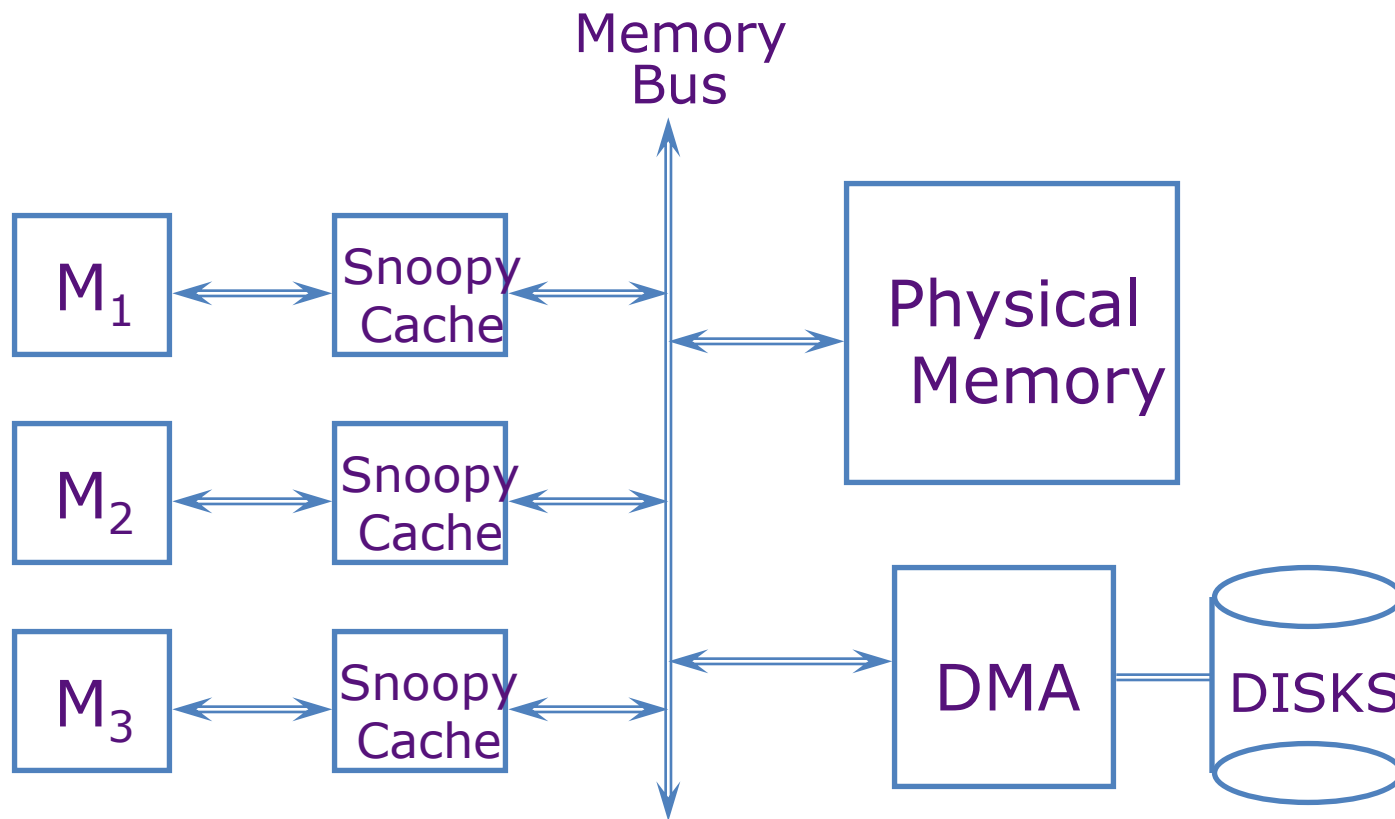 Memory
Bus
M₁
Snoopy
Cache
Physical
Memory
M₂
Snoopy
Cache
M₃
Snoopy
Cache
DMA
DISKS